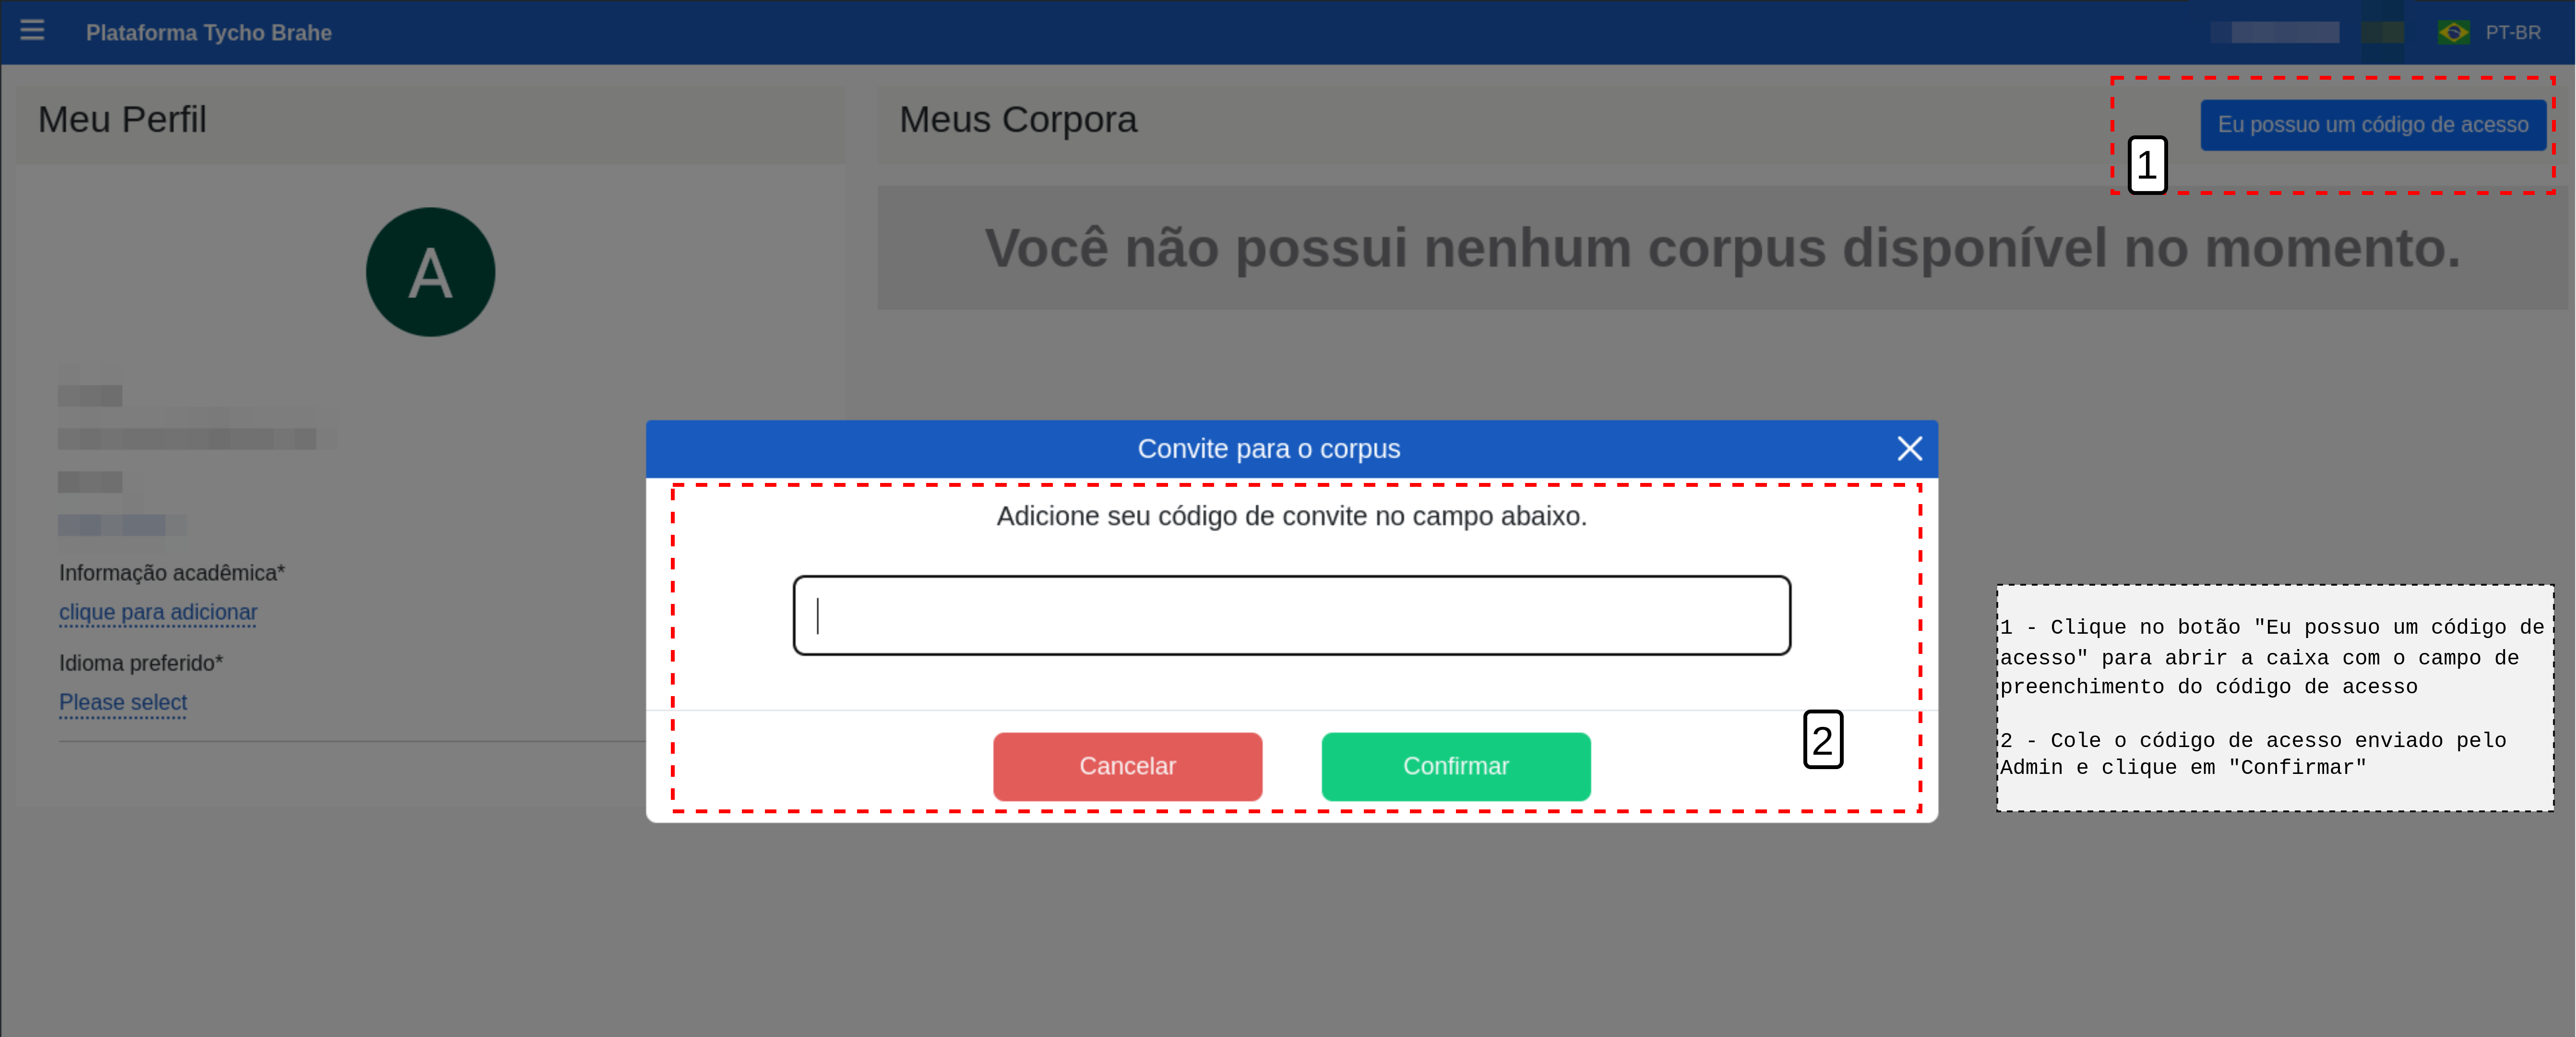 Plataforma Tycho Brahe
PT-BR
Meu Perfil
Meus Corpora
Eu possuo um código de acesso
1
Você não possui nenhum corpus disponível no momento.
A
Informação acadêmica*
clique para adicionar
Idioma preferido*
Please select
Convite para o corpus
Adicione seu código de convite no campo abaixo.
Cancelar
Confirmar
2
1 - Clique no botão "Eu possuo um código de
acesso" para abrir a caixa com o campo de
preenchimento do código de acesso
2 - Cole o código de acesso enviado pelo
Admin e clique em "Confirmar"